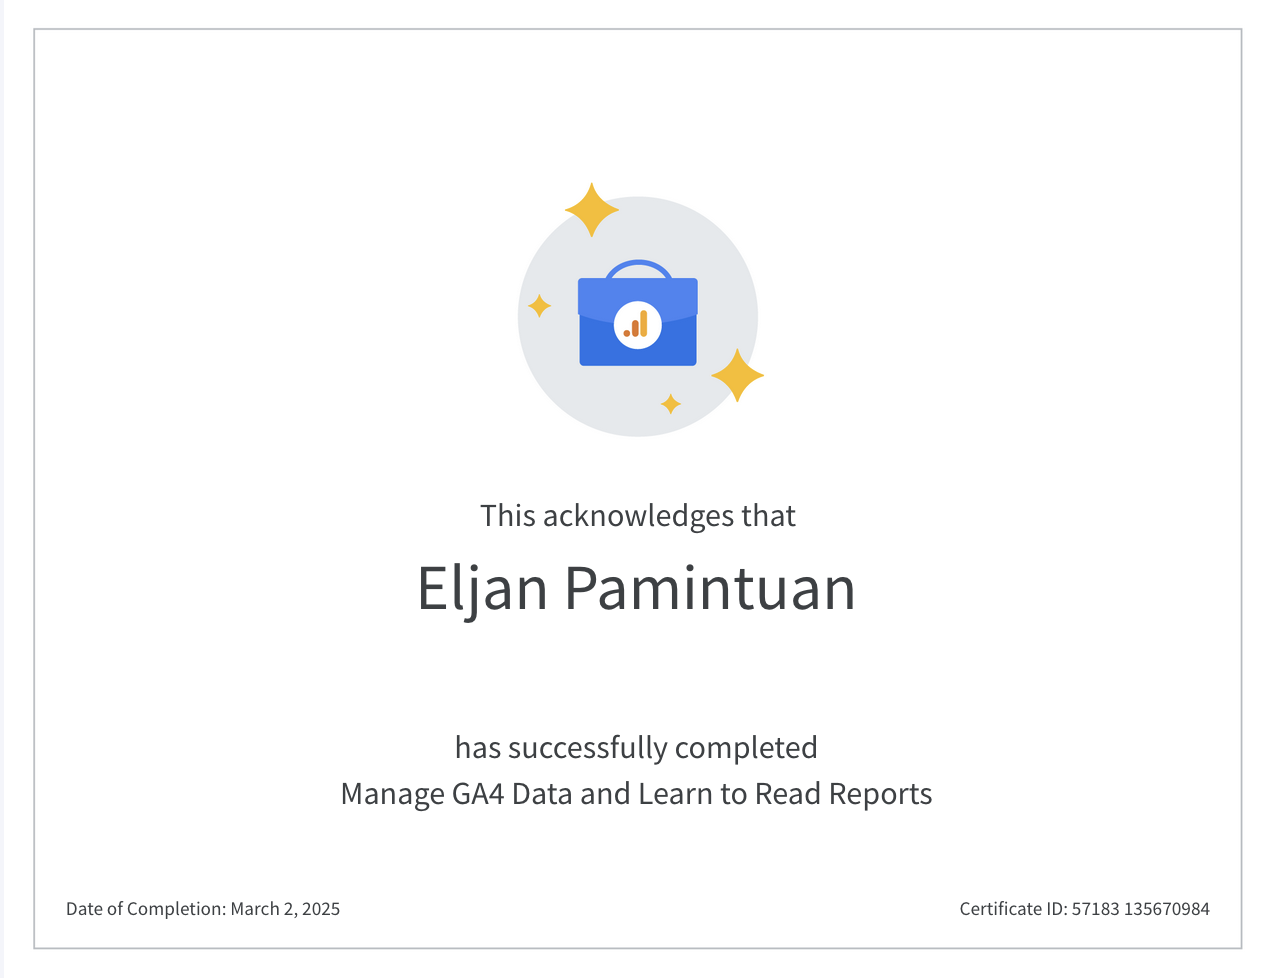 This acknowledges that
Eljan Pamintuan
has successfully completed
Manage GA4 Data and Learn to Read Reports
Date of Completion: March 2, 2025
Certificate ID: 57183 135670984